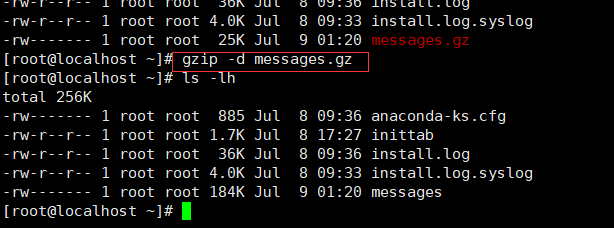 -rw-r--r-- 1 root root  36K Jul  8 09:36 install.log
-rw-r--r-- 1 root root 4.0K Jul  8 09:33 install.log.syslog
-rw------- 1 root root  25K Jul  9 01:20 messages.gz
[root@localhost ~]# gzip -d messages.gz
[root@localhost ~]# ls -lh
total 256K
-rw------- 1 root root  885 Jul  8 09:36 anaconda-ks.cfg
-rw-r--r-- 1 root root 1.7K Jul  8 17:27 inittab
-rw-r--r-- 1 root root  36K Jul  8 09:36 install.log
-rw-r--r-- 1 root root 4.0K Jul  8 09:33 install.log.syslog
-rw------- 1 root root 184K Jul  9 01:20 messages
[root@localhost ~]#